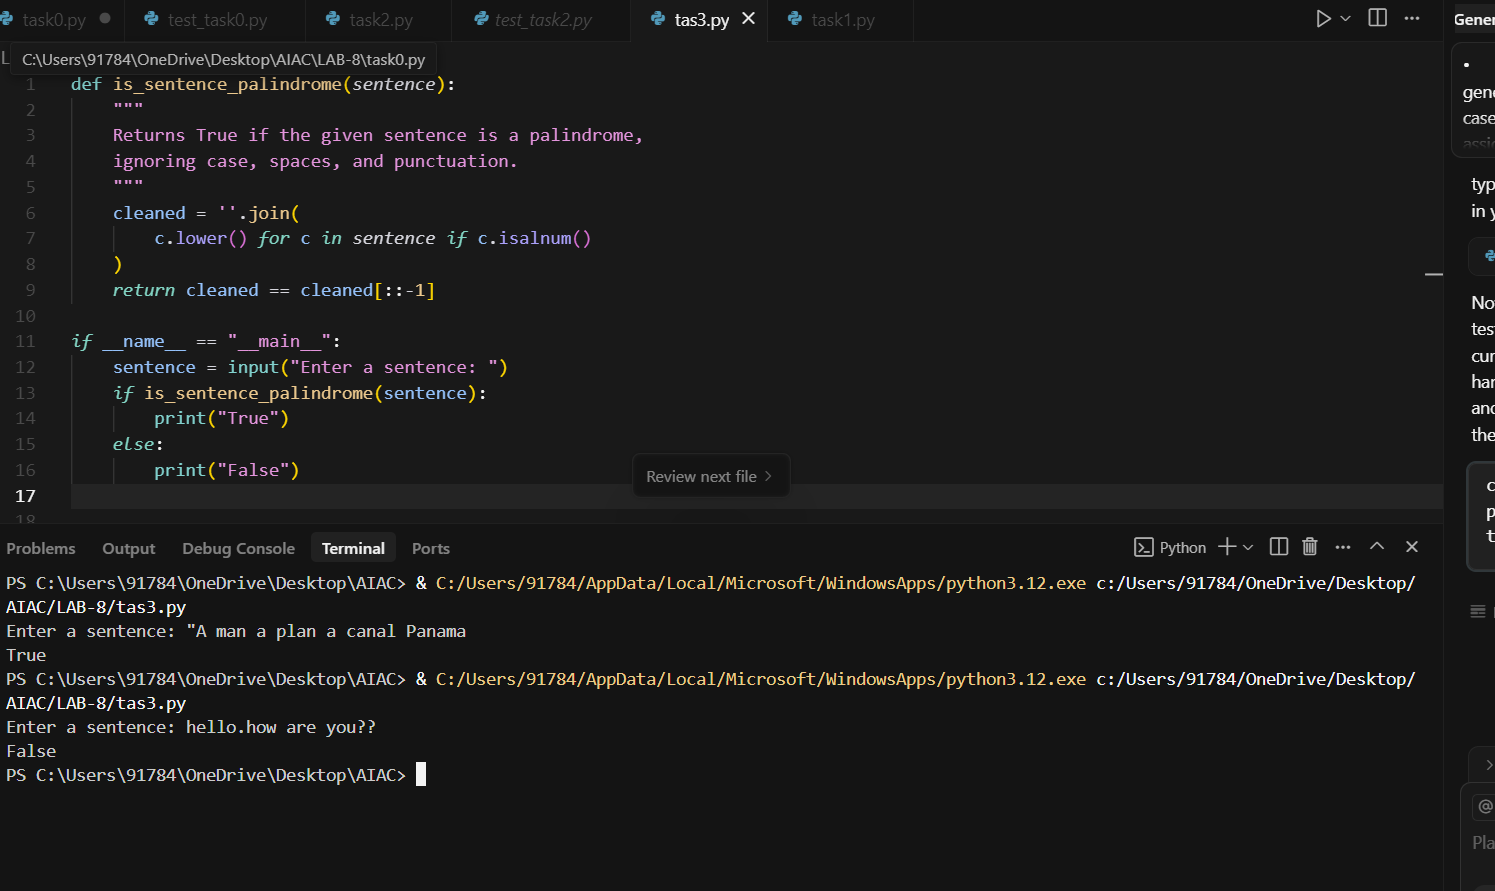 task0.py
test_task0.py
task2.py
test_task2.py
tas3.py
task1.py
C:\Users\91784\OneDrive\Desktop\AIAC\LAB-8\task0.py
1 def is_sentence_palindrome(sentence):
2 """
3 Returns True if the given sentence is a palindrome,
4 ignoring case, spaces, and punctuation.
5 """
6 cleaned = ''.join(
7 c.lower() for c in sentence if c.isalnum()
8 )
9 return cleaned == cleaned[::-1]
10
11 if __name__ == "__main__":
12 sentence = input("Enter a sentence: ")
13 if is_sentence_palindrome(sentence):
14 print("True")
15 else:
16 print("False")
17
18
Review next file >
Problems Output Debug Console Terminal Ports
Python
PS C:\Users\91784\OneDrive\Desktop\AIAC> & C:/Users/91784/AppData/Local/Microsoft/WindowsApps/python3.12.exe c:/Users/91784/OneDrive/Desktop/
AIAC/LAB-8/tas3.py
Enter a sentence: "A man a plan a canal Panama
True
PS C:\Users\91784\OneDrive\Desktop\AIAC> & C:/Users/91784/AppData/Local/Microsoft/WindowsApps/python3.12.exe c:/Users/91784/OneDrive/Desktop/
AIAC/LAB-8/tas3.py
Enter a sentence: hello.how are you??
False
PS C:\Users\91784\OneDrive\Desktop\AIAC>